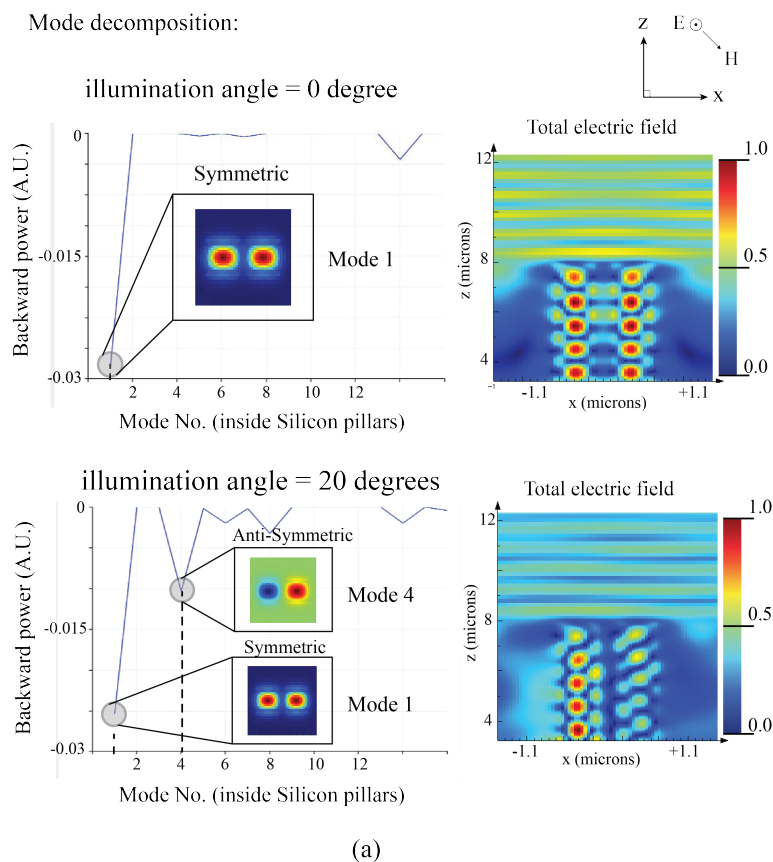 Mode decomposition:
z
E
H
x
illumination angle = 0 degree
Total electric field
Backward power (A.U.)
0
-0.015
-0.03
Symmetric
Mode 1
2 4 6 8 10 12
Mode No. (inside Silicon pillars)
z (microns)
12
8
4
-1.1 +1.1
x (microns)
1.0
0.5
0.0
illumination angle = 20 degrees
Total electric field
Backward power (A.U.)
0
-0.015
-0.03
Anti-Symmetric
Mode 4
Symmetric
Mode 1
2 4 6 8 10 12
Mode No. (inside Silicon pillars)
z (microns)
12
8
4
-1.1 +1.1
x (microns)
1.0
0.5
0.0
(a)